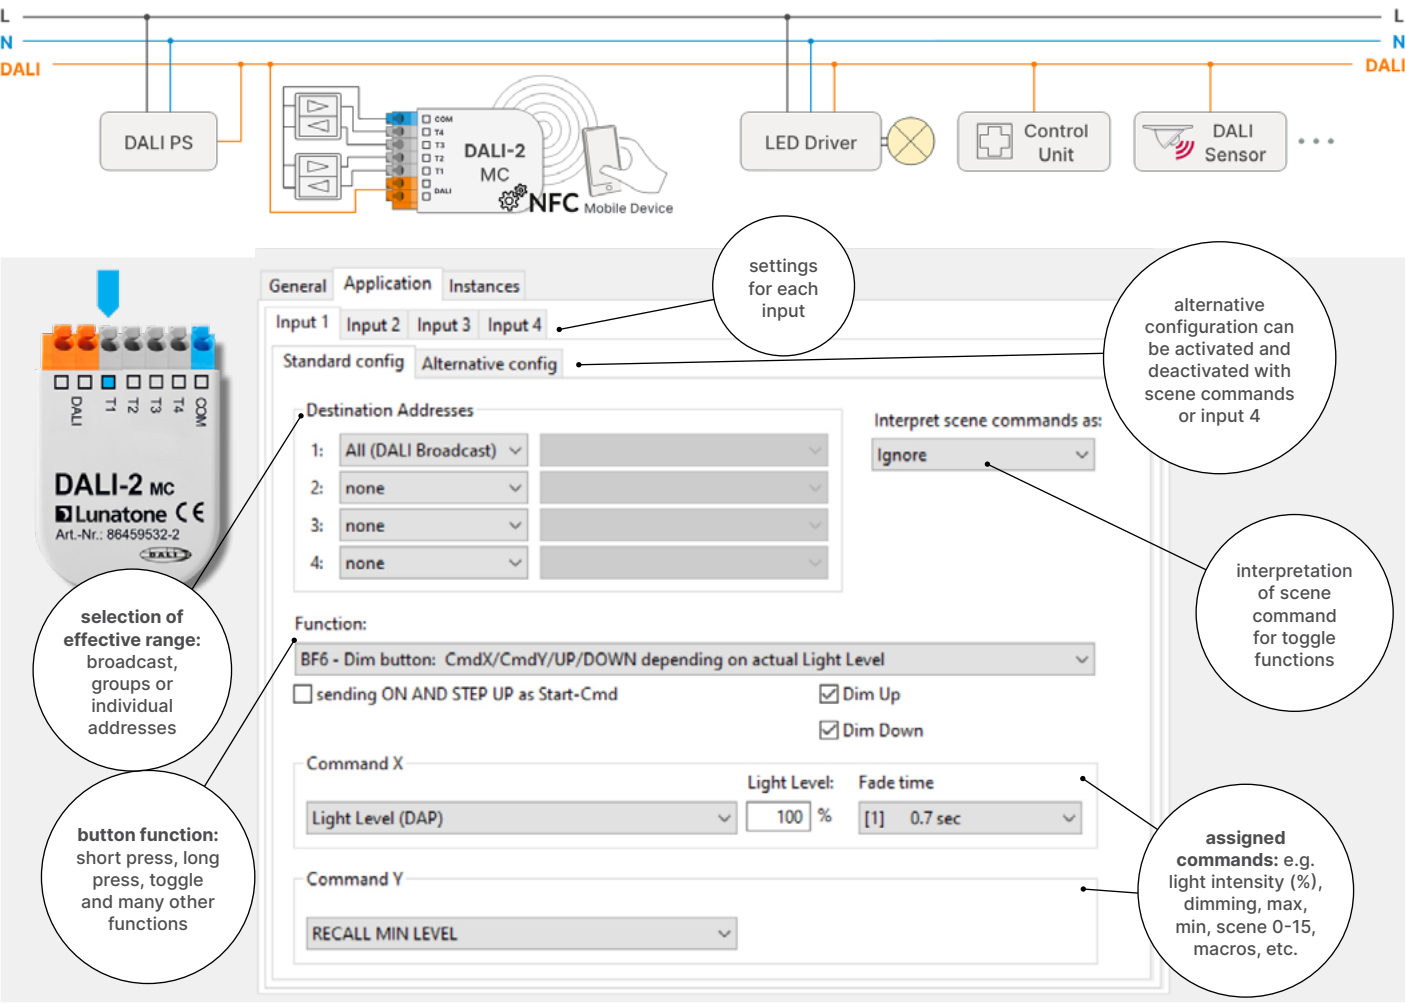 L
L
N
N
DALI
DALI
DALI PS
COM
T4
T3
T2
T1
DALI
DALI-2
MC
NFC
Mobile Device
LED Driver
Control
Unit
DALI
Sensor
settings
for each
input
alternative
configuration can
be activated and
deactivated with
scene commands
or input 4
General
Application
Instances
Input 1
Input 2
Input 3
Input 4
Standard config
Alternative config
DALI
T1
T2
T3
T4
COM
DALI-2 MC
Lunatone CE
Art.-Nr.: 86459532-2
DALI
Destination Addresses
1:
All (DALI Broadcast)
2:
none
3:
none
4:
none
Interpret scene commands as:
Ignore
interpretation
of scene
command
for toggle
functions
selection of
effective range:
broadcast,
groups or
individual
addresses
Function:
BF6 - Dim button: CmdX/CmdY/UP/DOWN depending on actual Light Level
sending ON AND STEP UP as Start-Cmd
Dim Up
Dim Down
Command X
Light Level:
Fade time
Light Level (DAP)
100 %
[1] 0.7 sec
button function:
short press, long
press, toggle
and many other
functions
assigned
commands: e.g.
light intensity (%),
dimming, max,
min, scene 0-15,
macros, etc.
Command Y
RECALL MIN LEVEL